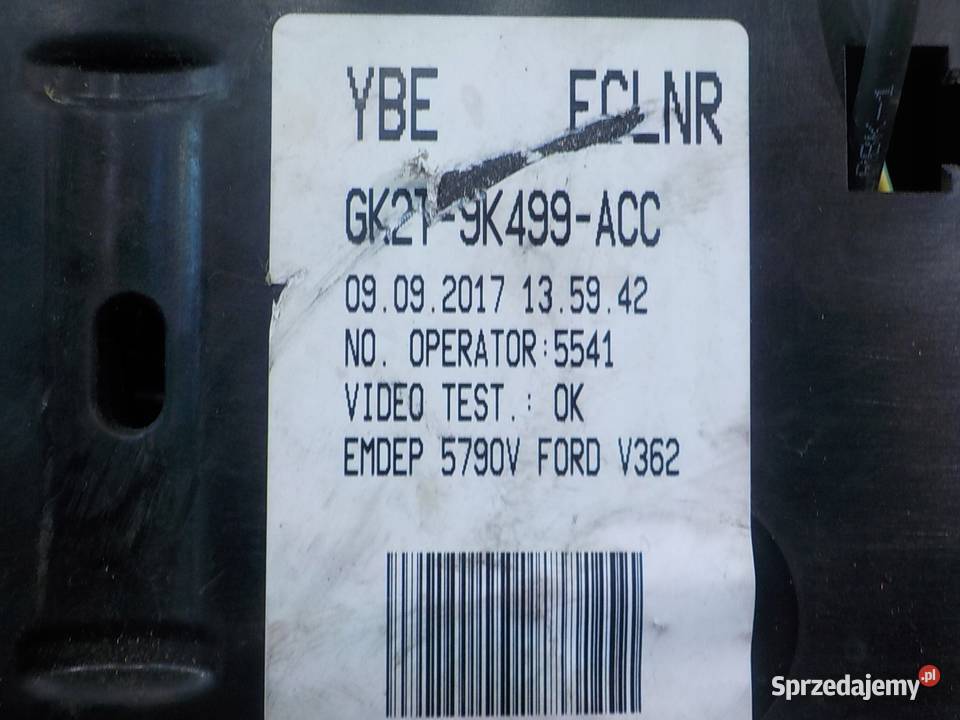 YBE ECLNR
GK2T-9K499-ACC
09.09.2017 13.59.42
NO. OPERATOR:5541
VIDEO TEST.: OK
EMDEP 5790V FORD V362
Sprzedajemy.pl